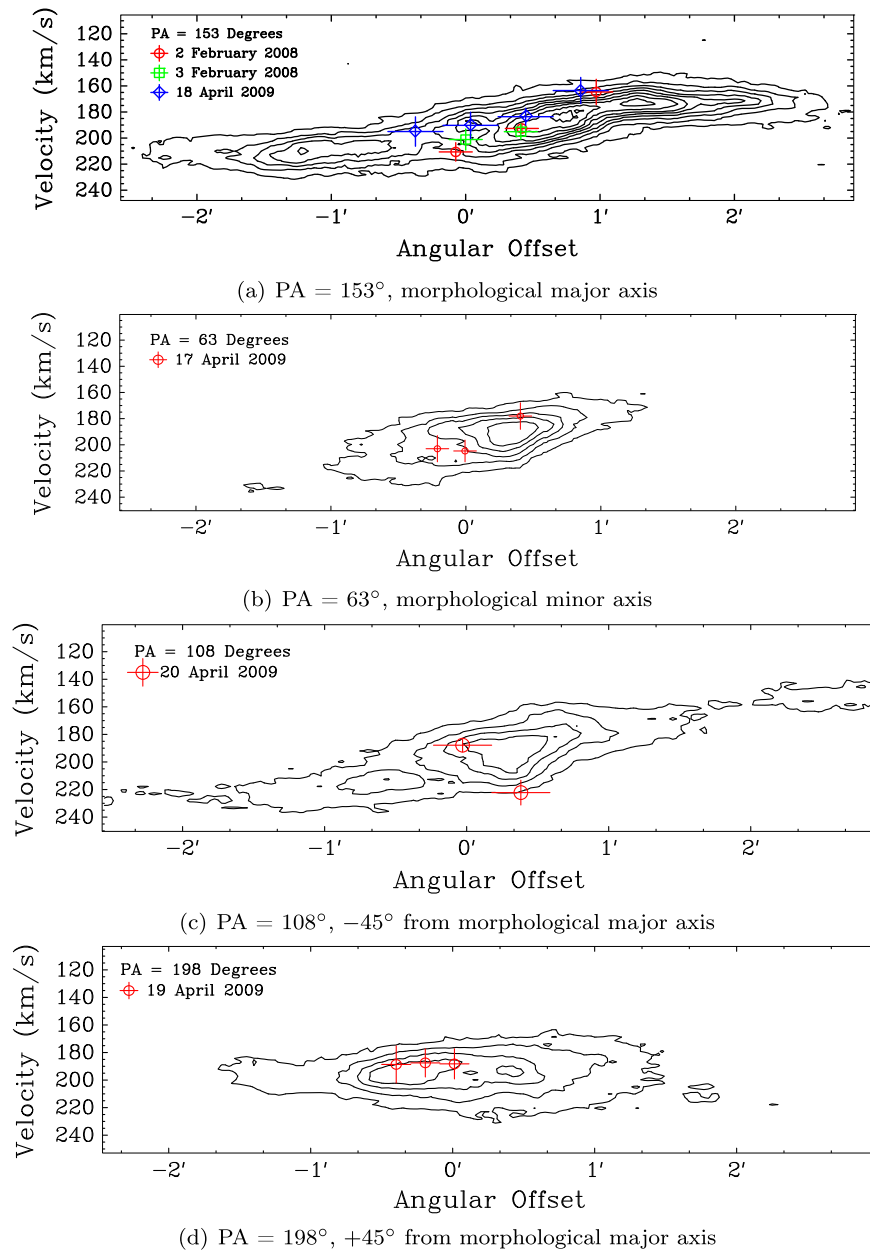 PA = 153 Degrees
2 February 2008
3 February 2008
18 April 2009
Velocity (km/s)
120
140
160
180
200
220
240
−2′ −1′ 0′ 1′ 2′
Angular Offset
(a) PA = 153°, morphological major axis
PA = 63 Degrees
17 April 2009
Velocity (km/s)
120
140
160
180
200
220
240
−2′ −1′ 0′ 1′ 2′
Angular Offset
(b) PA = 63°, morphological minor axis
PA = 108 Degrees
20 April 2009
Velocity (km/s)
120
140
160
180
200
220
240
−2′ −1′ 0′ 1′ 2′
Angular Offset
(c) PA = 108°, −45° from morphological major axis
PA = 198 Degrees
19 April 2009
Velocity (km/s)
120
140
160
180
200
220
240
−2′ −1′ 0′ 1′ 2′
Angular Offset
(d) PA = 198°, +45° from morphological major axis